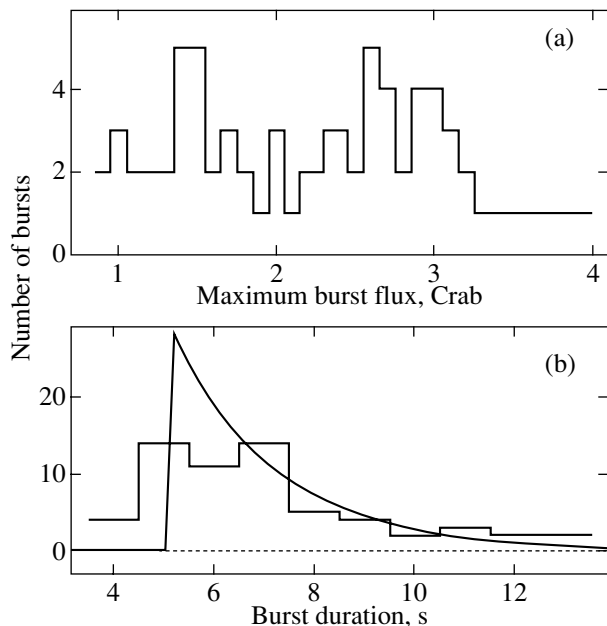 (a)
4
2
0
1 2 3 4
Maximum burst flux, Crab
Number of bursts
(b)
20
10
0
4 6 8 10 12
Burst duration, s